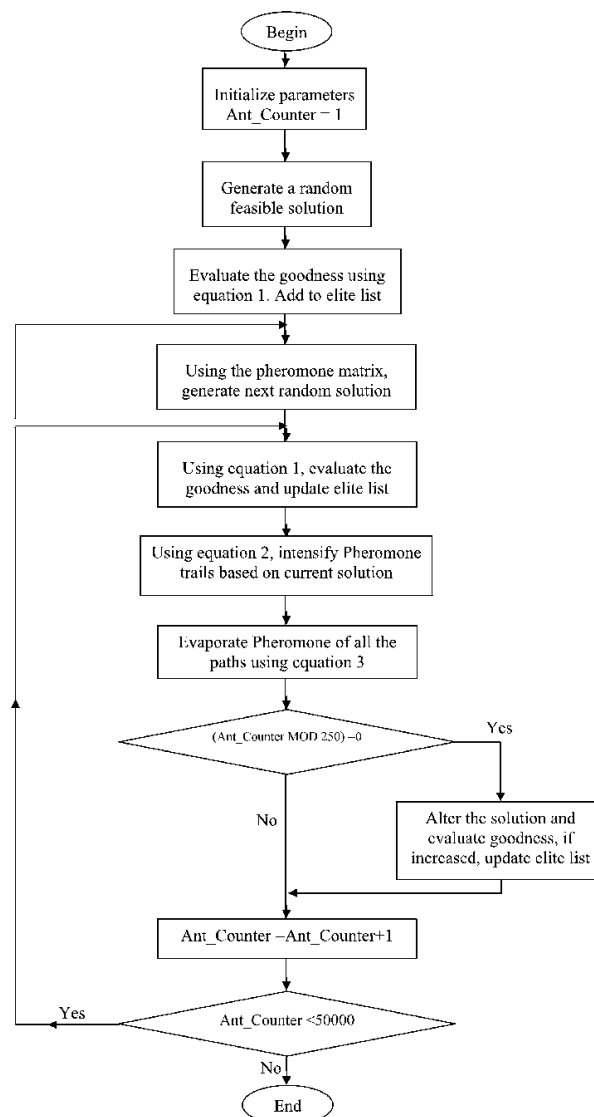 Begin
Initialize parameters
Ant_Counter = 1
Generate a random
feasible solution
Evaluate the goodness using
equation 1. Add to elite list
Using the pheromone matrix,
generate next random solution
Using equation 1, evaluate the
goodness and update elite list
Using equation 2, intensify Pheromone
trails based on current solution
Evaporate Pheromone of all the
paths using equation 3
(Ant_Counter MOD 250) =0
Yes
No
Alter the solution and
evaluate goodness, if
increased, update elite list
Ant_Counter =Ant_Counter+1
Yes
Ant_Counter <50000
No
End